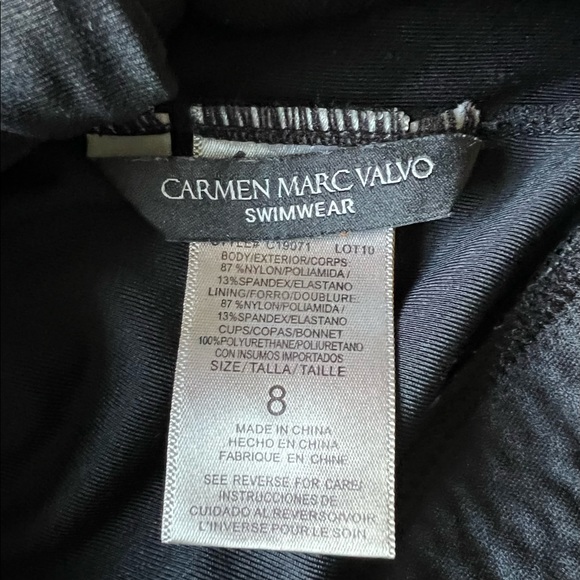 CARMEN MARC VALVO
SWIMWEAR
STYLE# C19071 LOT10
BODY/EXTERIOR/CORPS
87 %NYLON/POLIAMIDA/
13%SPANDEX/ELASTANO
LINING/FORRO/DOUBLURE
87 %NYLON/POLIAMIDA/
13%SPANDEX/ELASTANO
CUPS/COPAS/BONNET
100%POLYURETHANE/POLIURETANO
CON INSUMOS IMPORTADOS
SIZE/TALLA/TAILLE
8
MADE IN CHINA
HECHO EN CHINA
FABRIQUE EN CHINE
SEE REVERSE FOR CARE/
INSTRUCCIONES DE
CUIDADO AL REVERSO/VOIR
L'INVERSE POUR LE SOIN